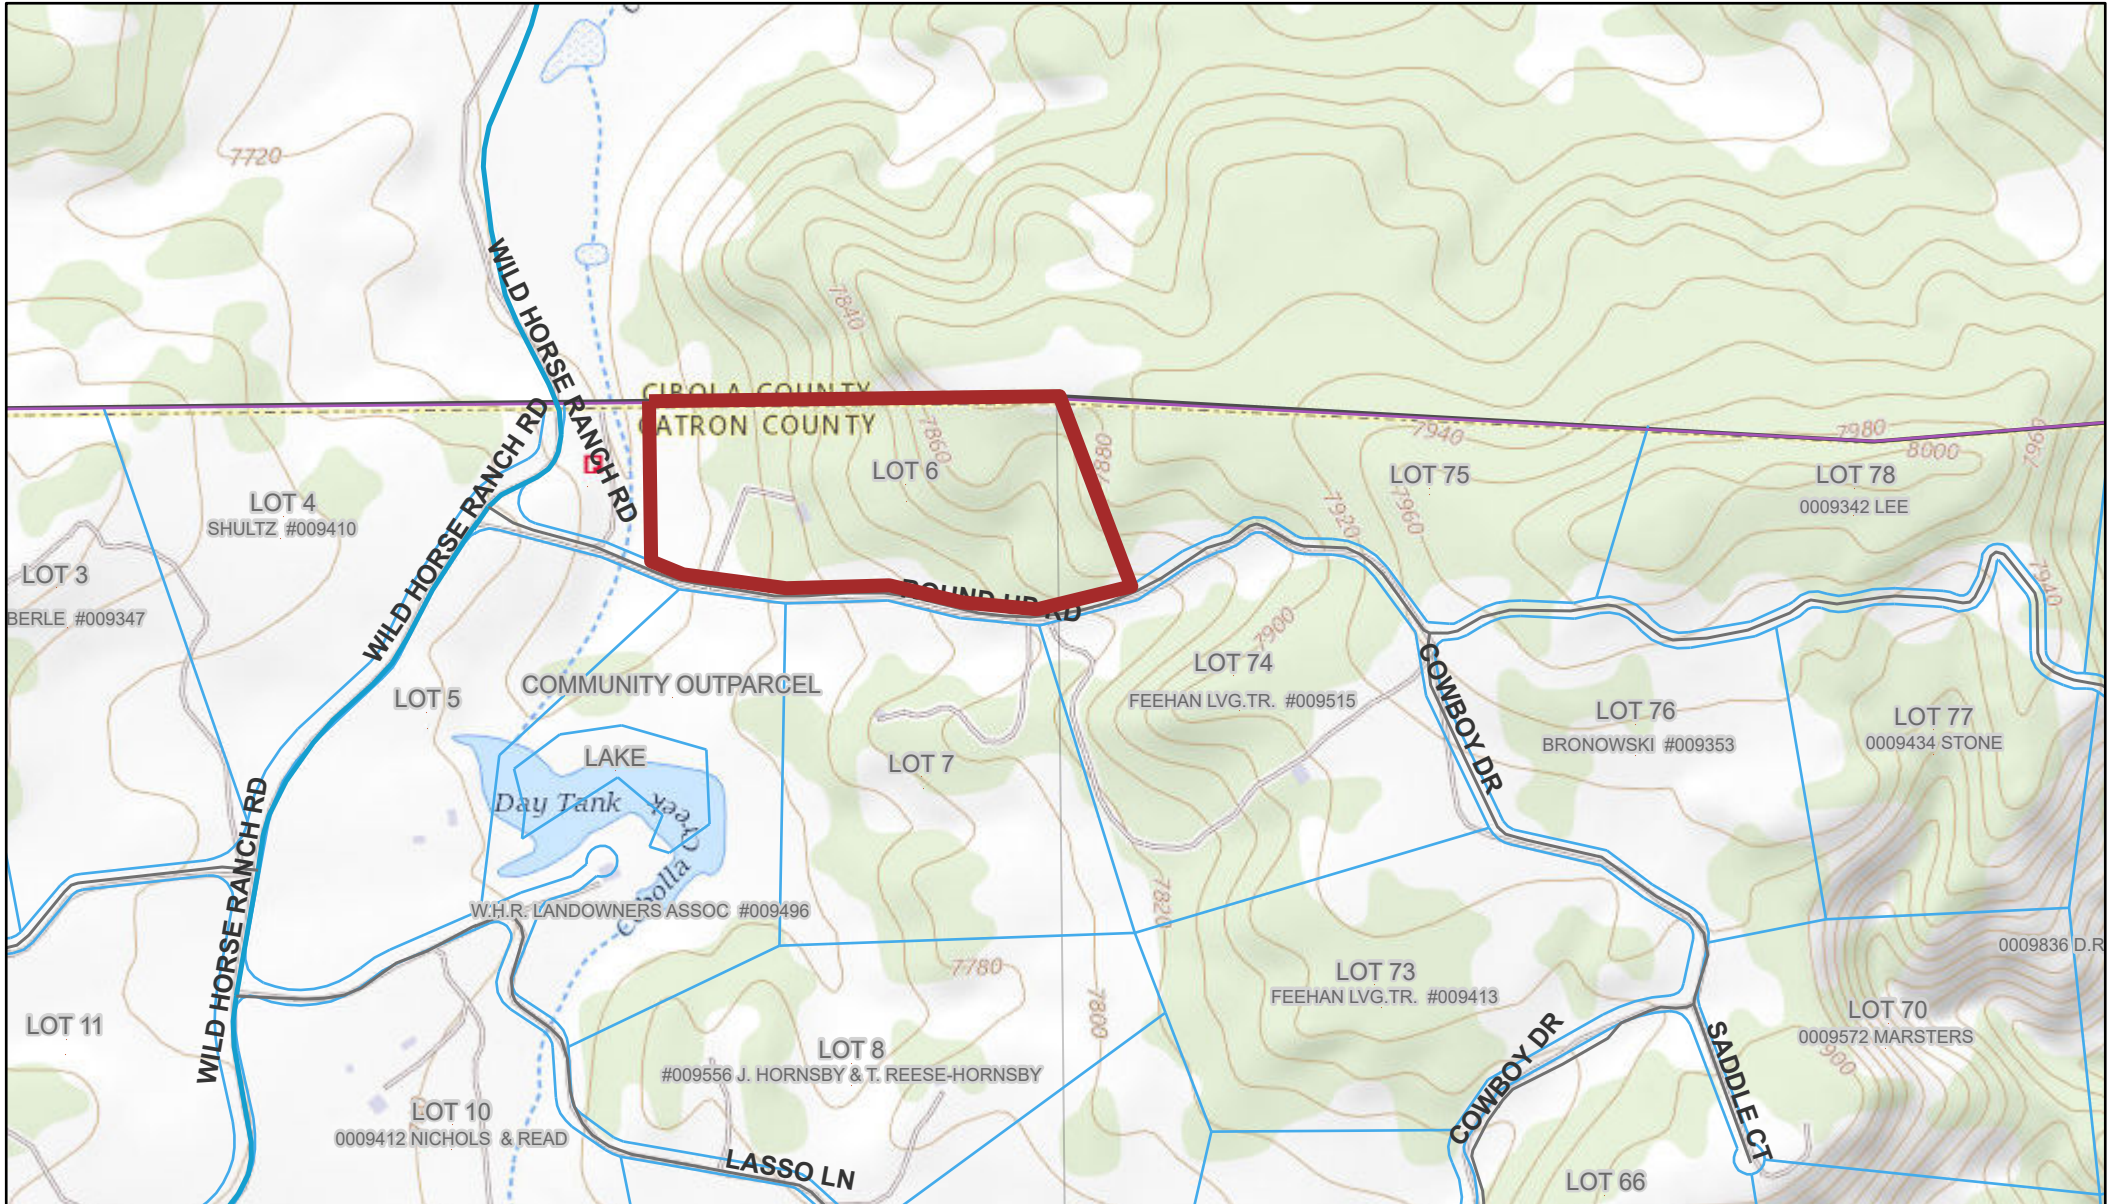 7720
WILD HORSE RANCH RD
7840
CIBOLA COUNTY
CATRON COUNTY
7860
7880
7940
7980
8000
7960
LOT 6
LOT 75
LOT 78
0009342 LEE
LOT 4
SHULTZ #009410
WILD HORSE RANCH RD
7920
7960
LOT 3
BERLE #009347
ROUND UP RD
7940
7900
LOT 74
FEEHAN LVG.TR. #009515
COWBOY DR
LOT 5
COMMUNITY OUTPARCEL
LOT 76
BRONOWSKI #009353
LOT 77
0009434 STONE
LAKE
Day Tank
LOT 7
Cebolla Creek
WILD HORSE RANCH RD
W.H.R. LANDOWNERS ASSOC #009496
7820
0009836 D.R
7780
LOT 73
FEEHAN LVG.TR. #009413
7800
LOT 11
LOT 70
0009572 MARSTERS
7900
LOT 8
#009556 J. HORNSBY & T. REESE-HORNSBY
COWBOY DR
SADDLE CT
LOT 10
0009412 NICHOLS & READ
LASSO LN
LOT 66